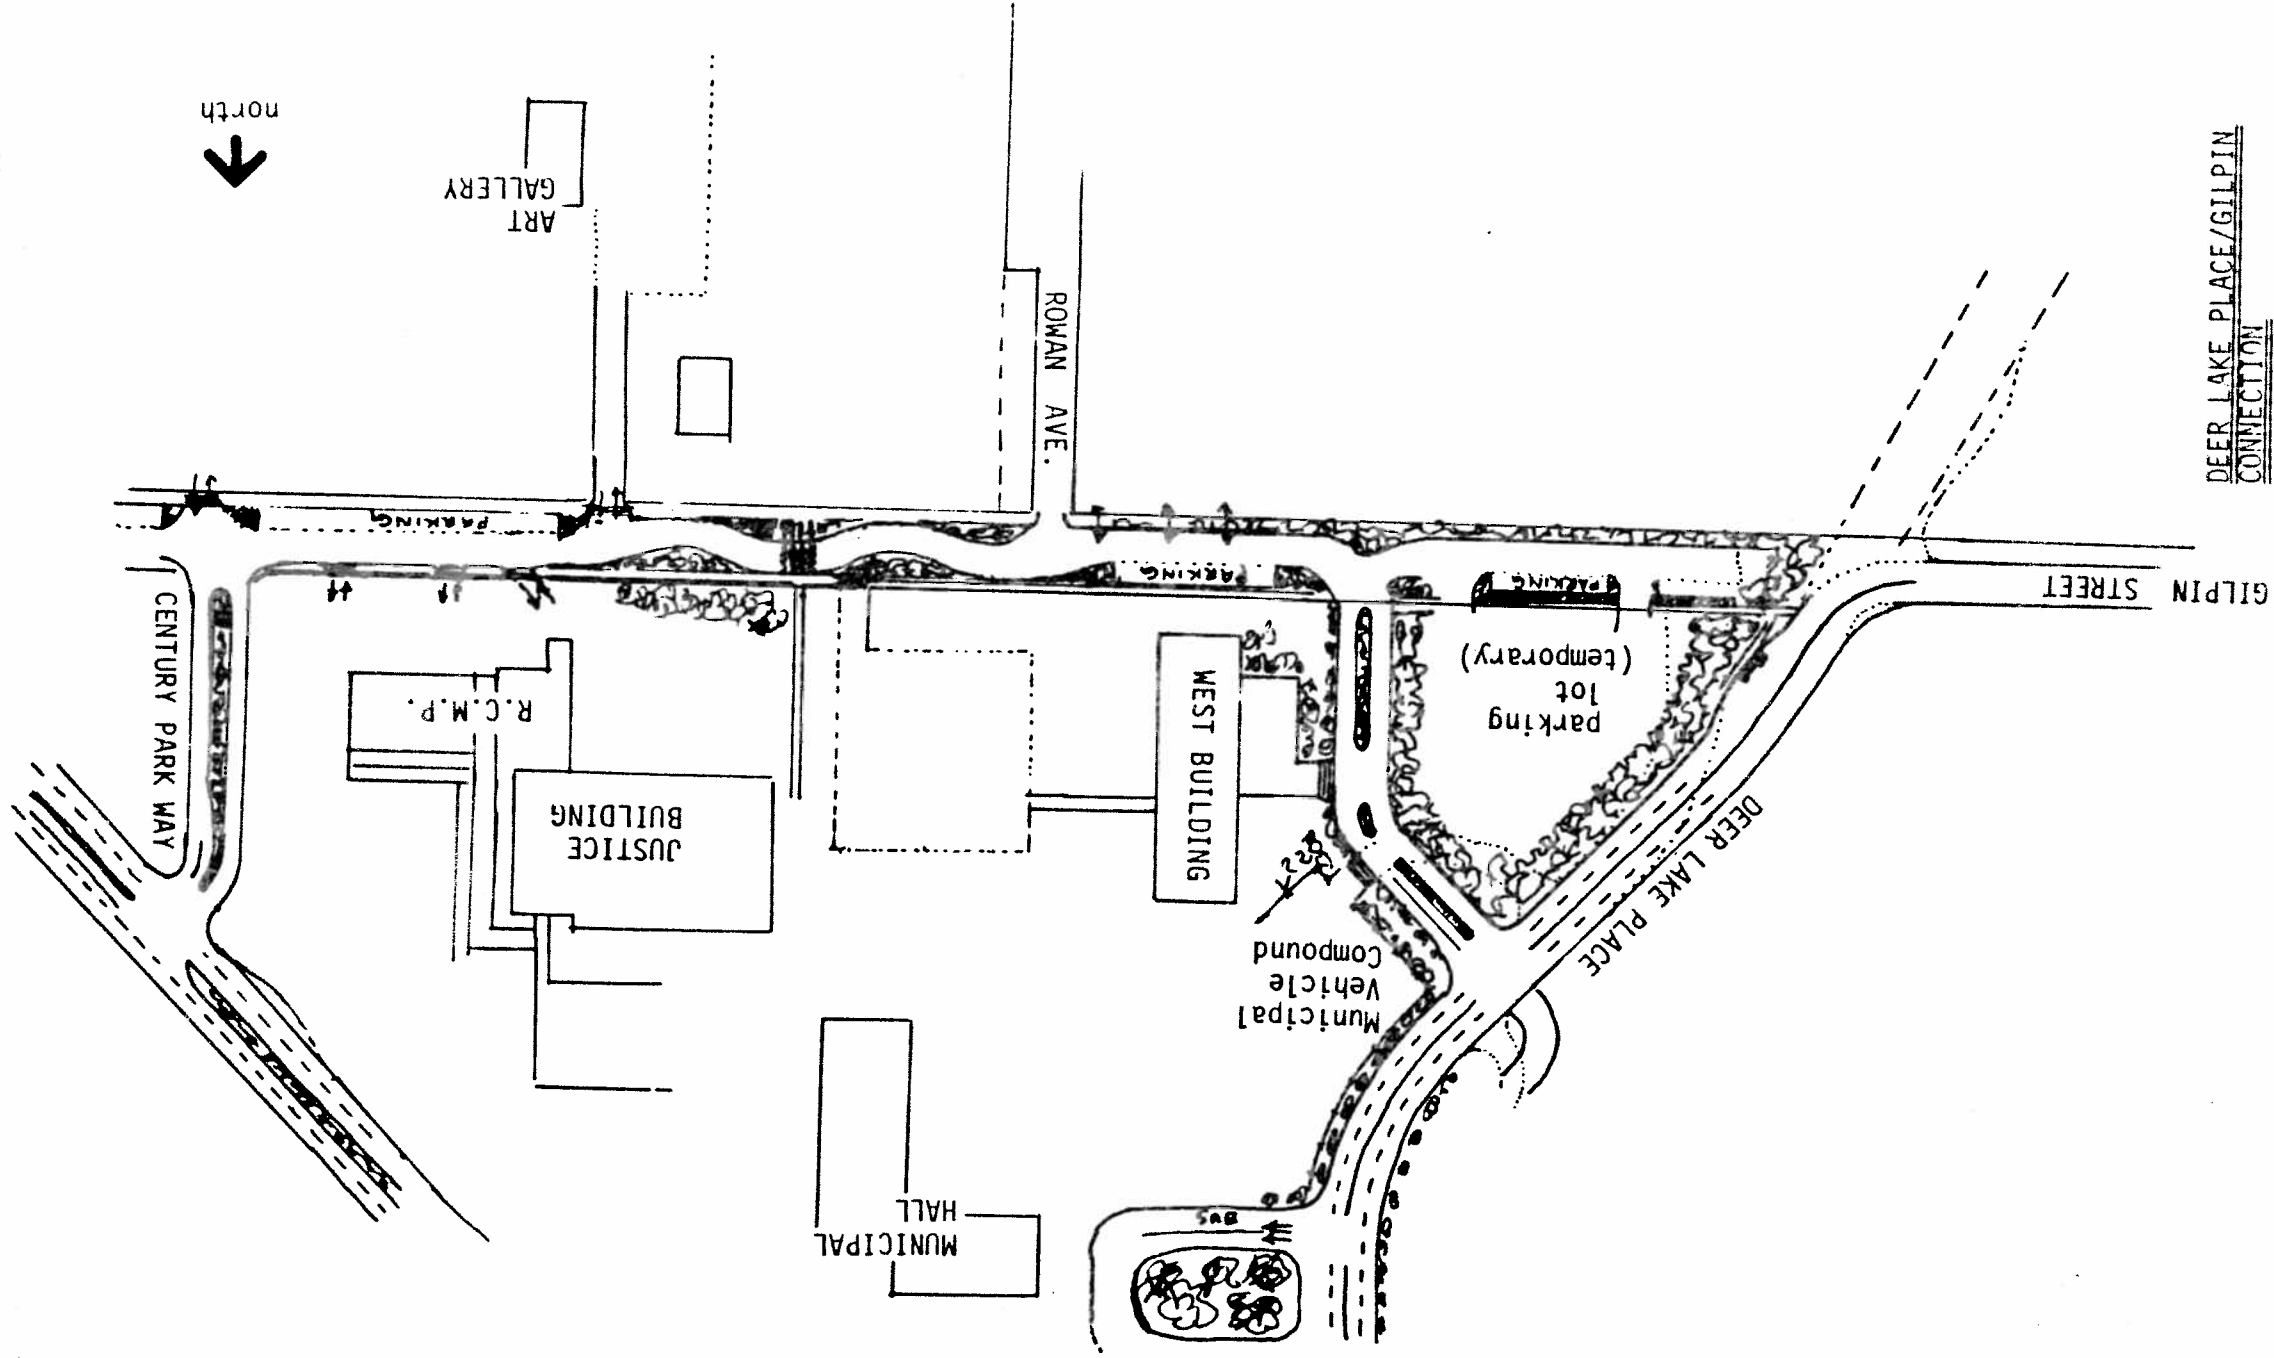 DEER LAKE PLACE/GILPIN
CONNECTION
BUS
MUNICIPAL
HALL
Municipal
Vehicle
Compound
DEER LAKE PLACE
JUSTICE
BUILDING
WEST BUILDING
parking
lot
(temporary)
R.C.M.P.
CENTURY PARK WAY
GILPIN STREET
PARKING
PARKING
PARKING
ROWAN AVE.
ART
GALLERY
north